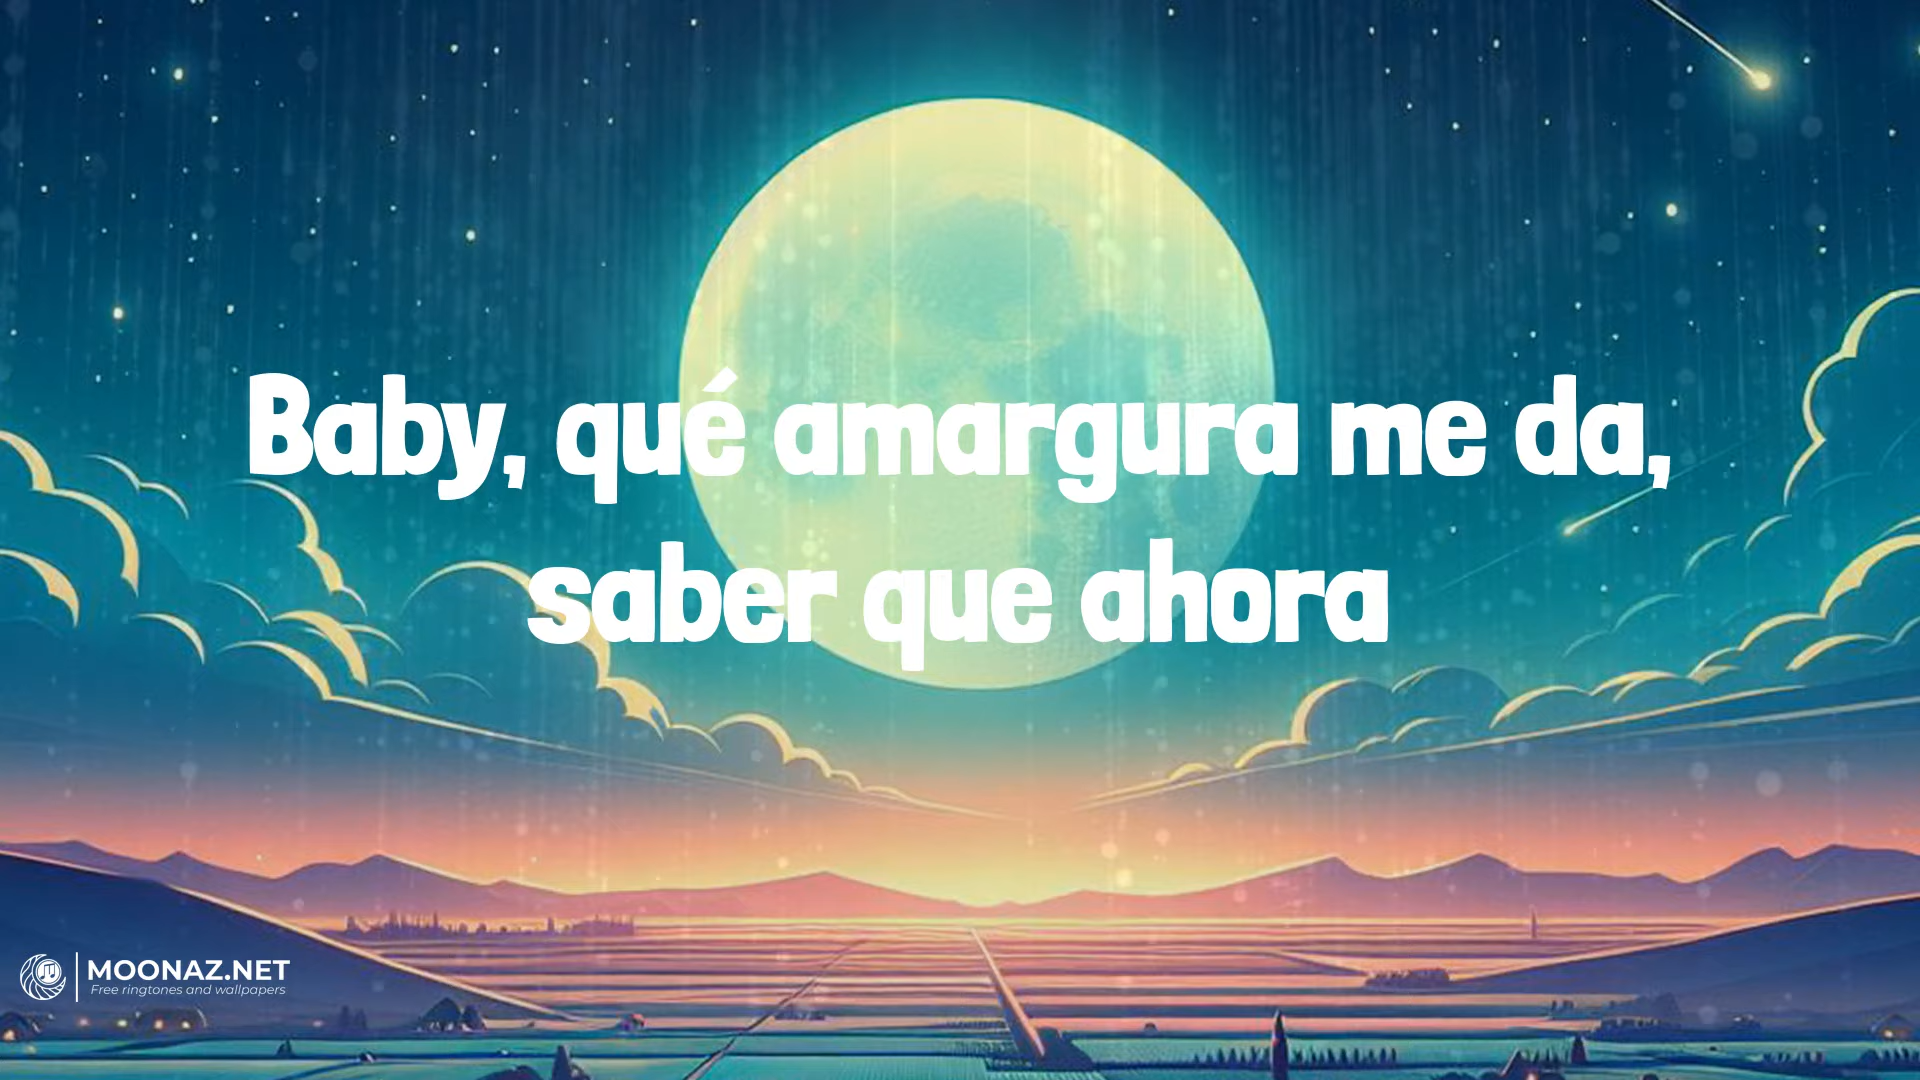 Baby, qué amargura me da,
saber que ahora
MOONAZ.NET
Free ringtones and wallpapers